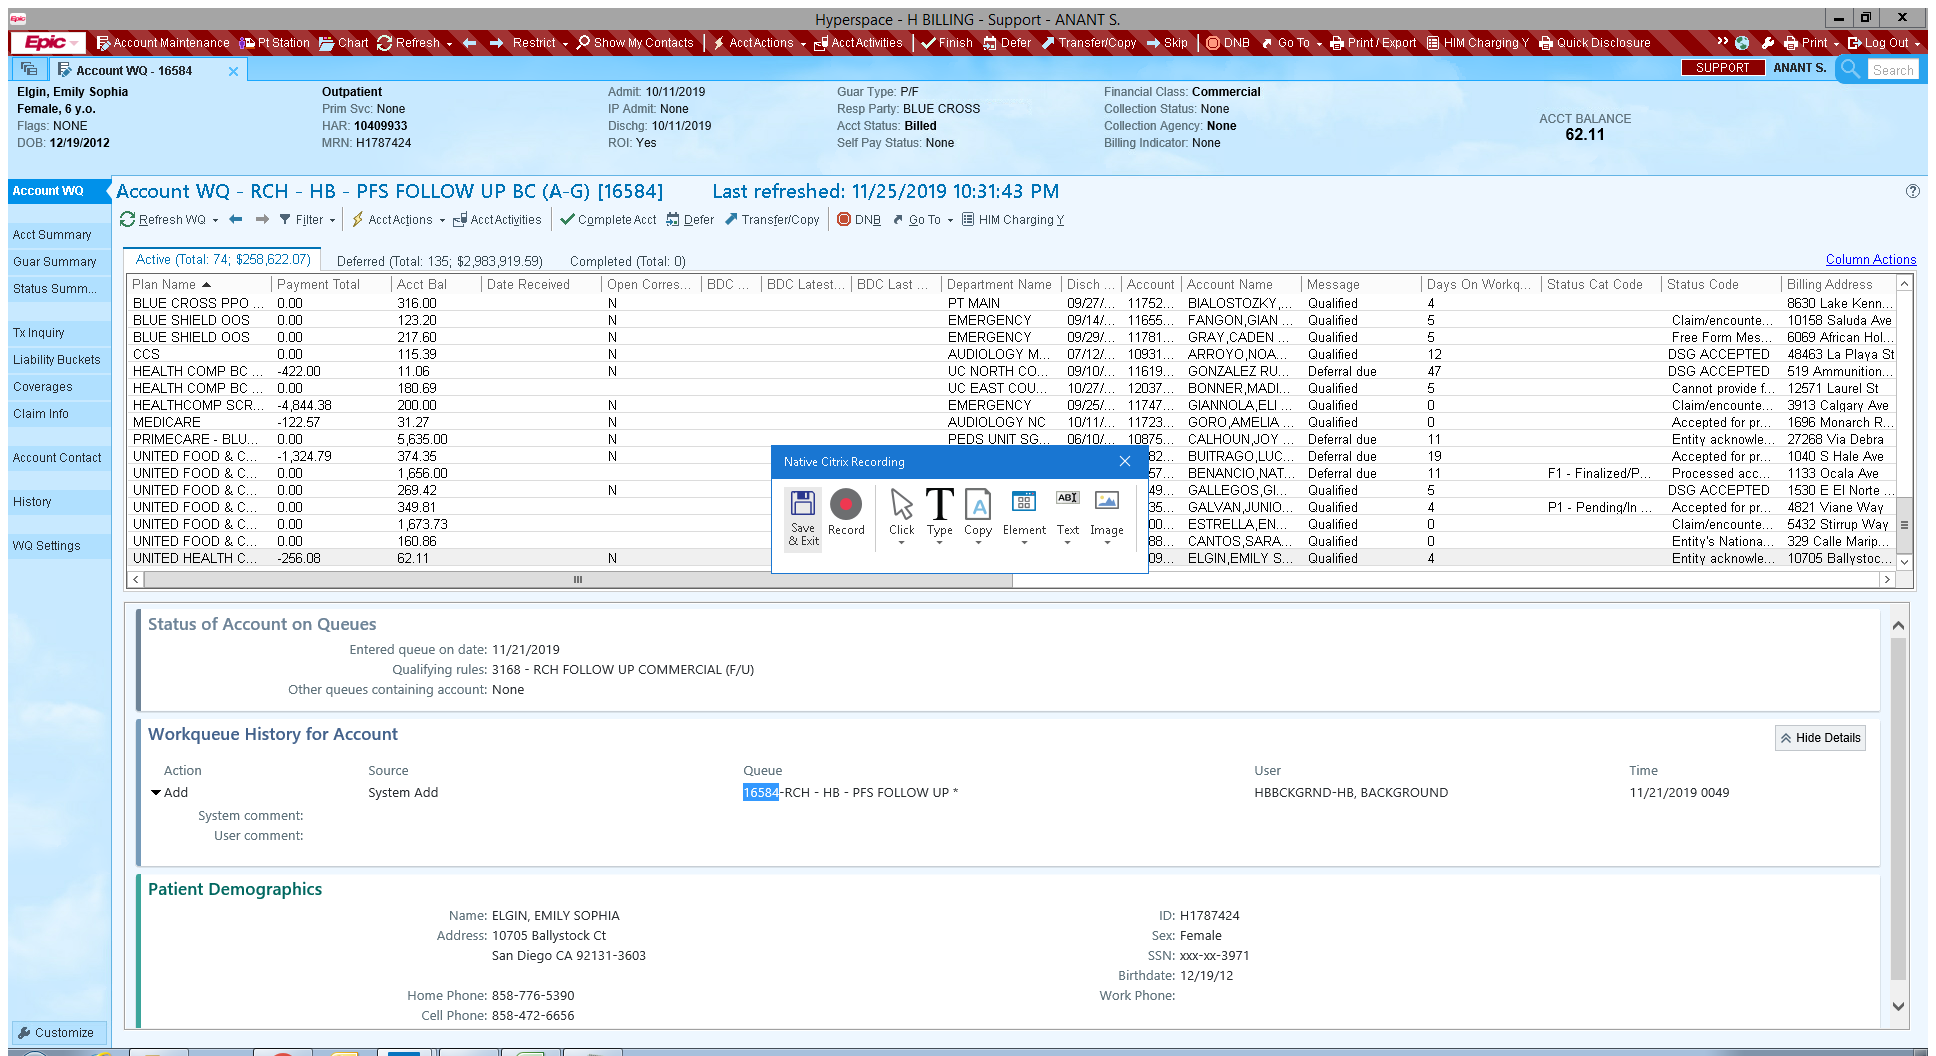 Epic
Hyperspace - H BILLING - Support - ANANT S.
Epic Account Maintenance Pt Station Chart Refresh Restrict Show My Contacts AcctActions AcctActivities Finish Defer Transfer/Copy Skip DNB Go To Print / Export HIM Charging Y Quick Disclosure Print Log Out
Account WQ - 16584 SUPPORT ANANT S. Search
Elgin, Emily Sophia Outpatient Admit: 10/11/2019 Guar Type: P/F Financial Class: Commercial
Female, 6 y.o. Prim Svc: None IP Admit: None Resp Party: BLUE CROSS Collection Status: None
Flags: NONE HAR: 10409933 Dischg: 10/11/2019 Acct Status: Billed Collection Agency: None
DOB: 12/19/2012 MRN: H1787424 ROI: Yes Self Pay Status: None Billing Indicator: None
ACCT BALANCE
62.11
Account WQ
Acct Summary
Guar Summary
Status Summ...
Tx Inquiry
Liability Buckets
Coverages
Claim Info
Account Contact
History
WQ Settings
Customize
Account WQ - RCH - HB - PFS FOLLOW UP BC (A-G) [16584] Last refreshed: 11/25/2019 10:31:43 PM
Refresh WQ Filter AcctActions AcctActivities Complete Acct Defer Transfer/Copy DNB Go To HIM Charging Y
Active (Total: 74; $258,622.07) Deferred (Total: 135; $2,983,919.59) Completed (Total: 0) Column Actions
Plan Name Payment Total Acct Bal Date Received Open Corres... BDC ... BDC Latest... BDC Last ... Department Name Disch ... Account Account Name Message Days On Workq... Status Cat Code Status Code Billing Address
BLUE CROSS PPO ... 0.00 316.00 N PT MAIN 09/27/... 11752... BIALOSTOZKY,... Qualified 4 8630 Lake Kenn...
BLUE SHIELD OOS 0.00 123.20 N EMERGENCY 09/14/... 11655... FANGON,GIAN ... Qualified 5 Claim/encounte... 10158 Saluda Ave
BLUE SHIELD OOS 0.00 217.60 N EMERGENCY 09/29/... 11781... GRAY,CADEN ... Qualified 5 Free Form Mes... 6069 African Hol...
CCS 0.00 115.39 N AUDIOLOGY M... 07/12/... 10931... ARROYO,NOA... Qualified 12 DSG ACCEPTED 48463 La Playa St
HEALTH COMP BC ... -422.00 11.06 N UC NORTH CO... 09/10/... 11619... GONZALEZ RU... Deferral due 47 DSG ACCEPTED 519 Ammunition...
HEALTH COMP BC ... 0.00 180.69 N UC EAST COU... 10/27/... 12037... BONNER,MADI... Qualified 5 Cannot provide f... 12571 Laurel St
HEALTHCOMP SCR... -4,844.38 200.00 N EMERGENCY 09/25/... 11747... GIANNOLA,ELI ... Qualified 0 Claim/encounte... 3913 Calgary Ave
MEDICARE -122.57 31.27 N AUDIOLOGY NC 10/11/... 11723... GORO,AMELIA ... Qualified 0 Accepted for pr... 1696 Monarch R...
PRIMECARE - BLU... 0.00 5,635.00 N PEDS UNIT SG... 06/10/... 10875... CALHOUN,JOY ... Deferral due 11 Entity acknowle... 27268 Via Debra
UNITED FOOD & C... -1,324.79 374.35 N 82... BUITRAGO,LUC... Deferral due 19 Accepted for pr... 1040 S Hale Ave
UNITED FOOD & C... 0.00 1,656.00 N 57... BENANCIO,NAT... Deferral due 11 F1 - Finalized/P... Processed acc... 1133 Ocala Ave
UNITED FOOD & C... 0.00 269.42 N 49... GALLEGOS,GI... Qualified 5 DSG ACCEPTED 1530 E El Norte ...
UNITED FOOD & C... 0.00 349.81 35... GALVAN,JUNIO... Qualified 4 P1 - Pending/In ... Accepted for pr... 4821 Viane Way
UNITED FOOD & C... 0.00 1,673.73 00... ESTRELLA,EN... Qualified 0 Claim/encounte... 5432 Stirrup Way
UNITED FOOD & C... 0.00 160.86 88... CANTOS,SARA... Qualified 0 Entity's Nationa... 329 Calle Marip...
UNITED HEALTH C... -256.08 62.11 N 09... ELGIN,EMILY S... Qualified 4 Entity acknowle... 10705 Ballystoc...
Native Citrix Recording
Save & Exit Record Click Type Copy Element Text Image
Status of Account on Queues
Entered queue on date: 11/21/2019
Qualifying rules: 3168 - RCH FOLLOW UP COMMERCIAL (F/U)
Other queues containing account: None
Workqueue History for Account Hide Details
Action Source Queue User Time
Add System Add 16584-RCH - HB - PFS FOLLOW UP * HBBCKGRND-HB, BACKGROUND 11/21/2019 0049
System comment:
User comment:
Patient Demographics
Name: ELGIN, EMILY SOPHIA ID: H1787424
Address: 10705 Ballystock Ct Sex: Female
San Diego CA 92131-3603 SSN: xxx-xx-3971
Birthdate: 12/19/12
Home Phone: 858-776-5390 Work Phone:
Cell Phone: 858-472-6656